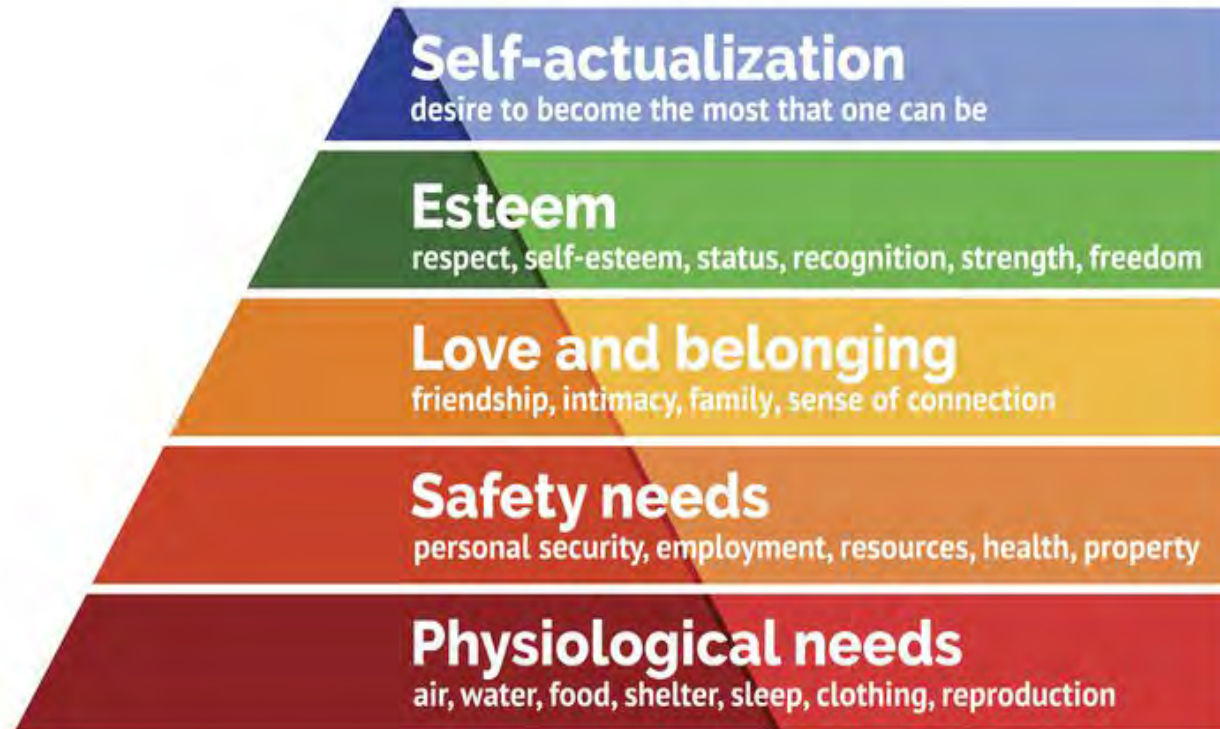 Self-actualization
desire to become the most that one can be
Esteem
respect, self-esteem, status, recognition, strength, freedom
Love and belonging
friendship, intimacy, family, sense of connection
Safety needs
personal security, employment, resources, health, property
Physiological needs
air, water, food, shelter, sleep, clothing, reproduction